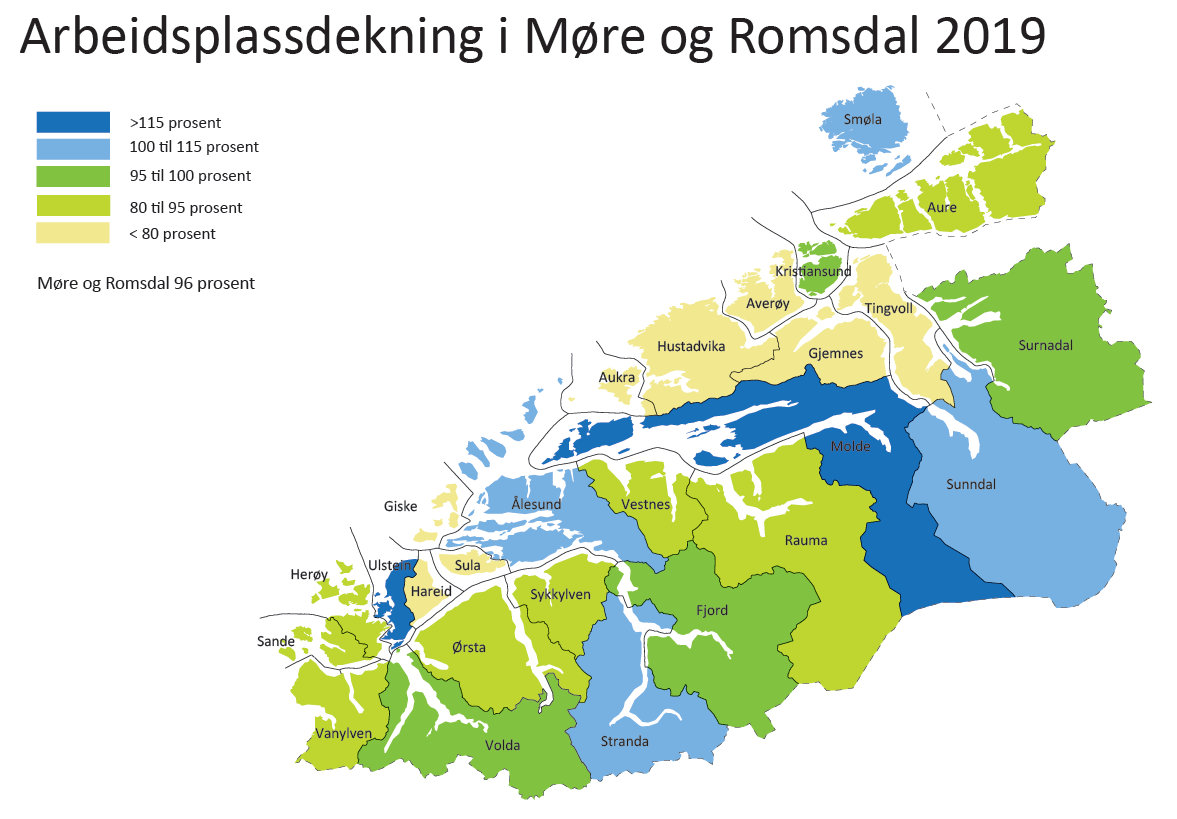 Arbeidsplassdekning i Møre og Romsdal 2019
>115 prosent
100 til 115 prosent
95 til 100 prosent
80 til 95 prosent
< 80 prosent
Møre og Romsdal 96 prosent
Smøla
Aure
Kristiansund
Averøy
Tingvoll
Hustadvika
Gjemnes
Surnadal
Aukra
Molde
Sunndal
Giske
Ålesund
Vestnes
Rauma
Ulstein
Sula
Herøy
Hareid
Sykkylven
Fjord
Sande
Ørsta
Vanylven
Volda
Stranda